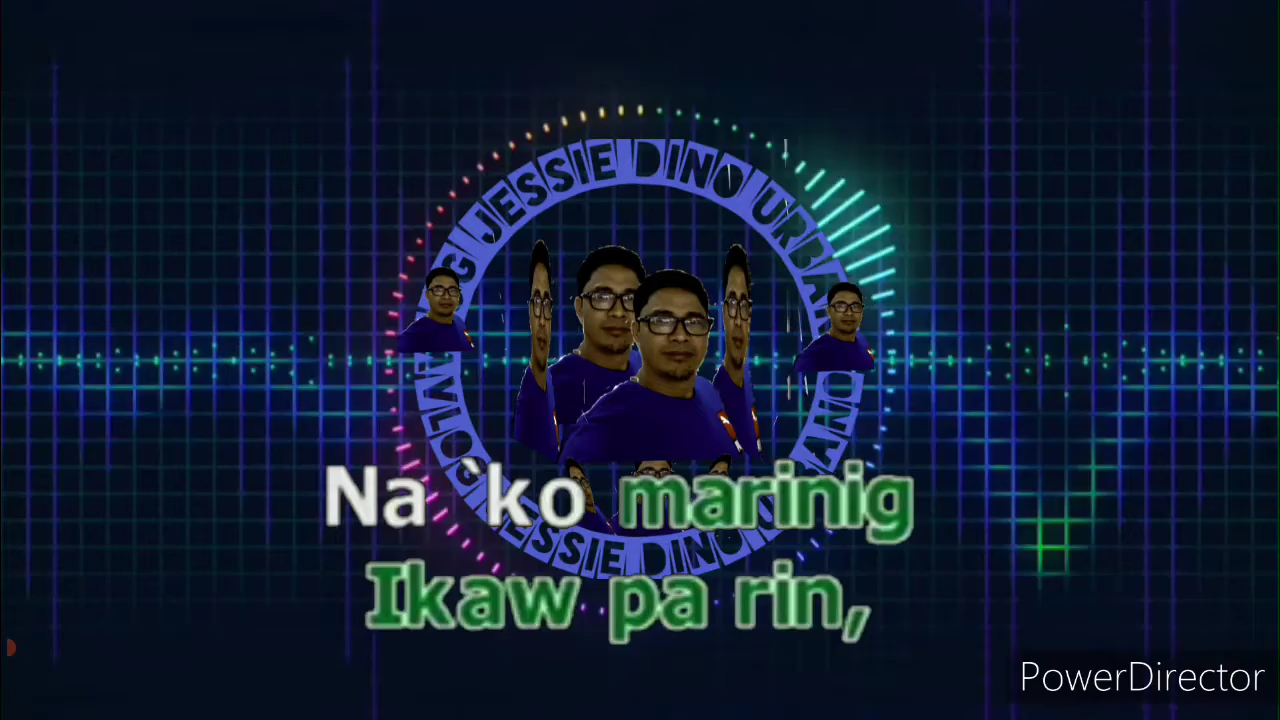 JESSIE DINO URBANO
VLOG JESSIE DINO
Na `ko marinig
Ikaw pa rin,
PowerDirector